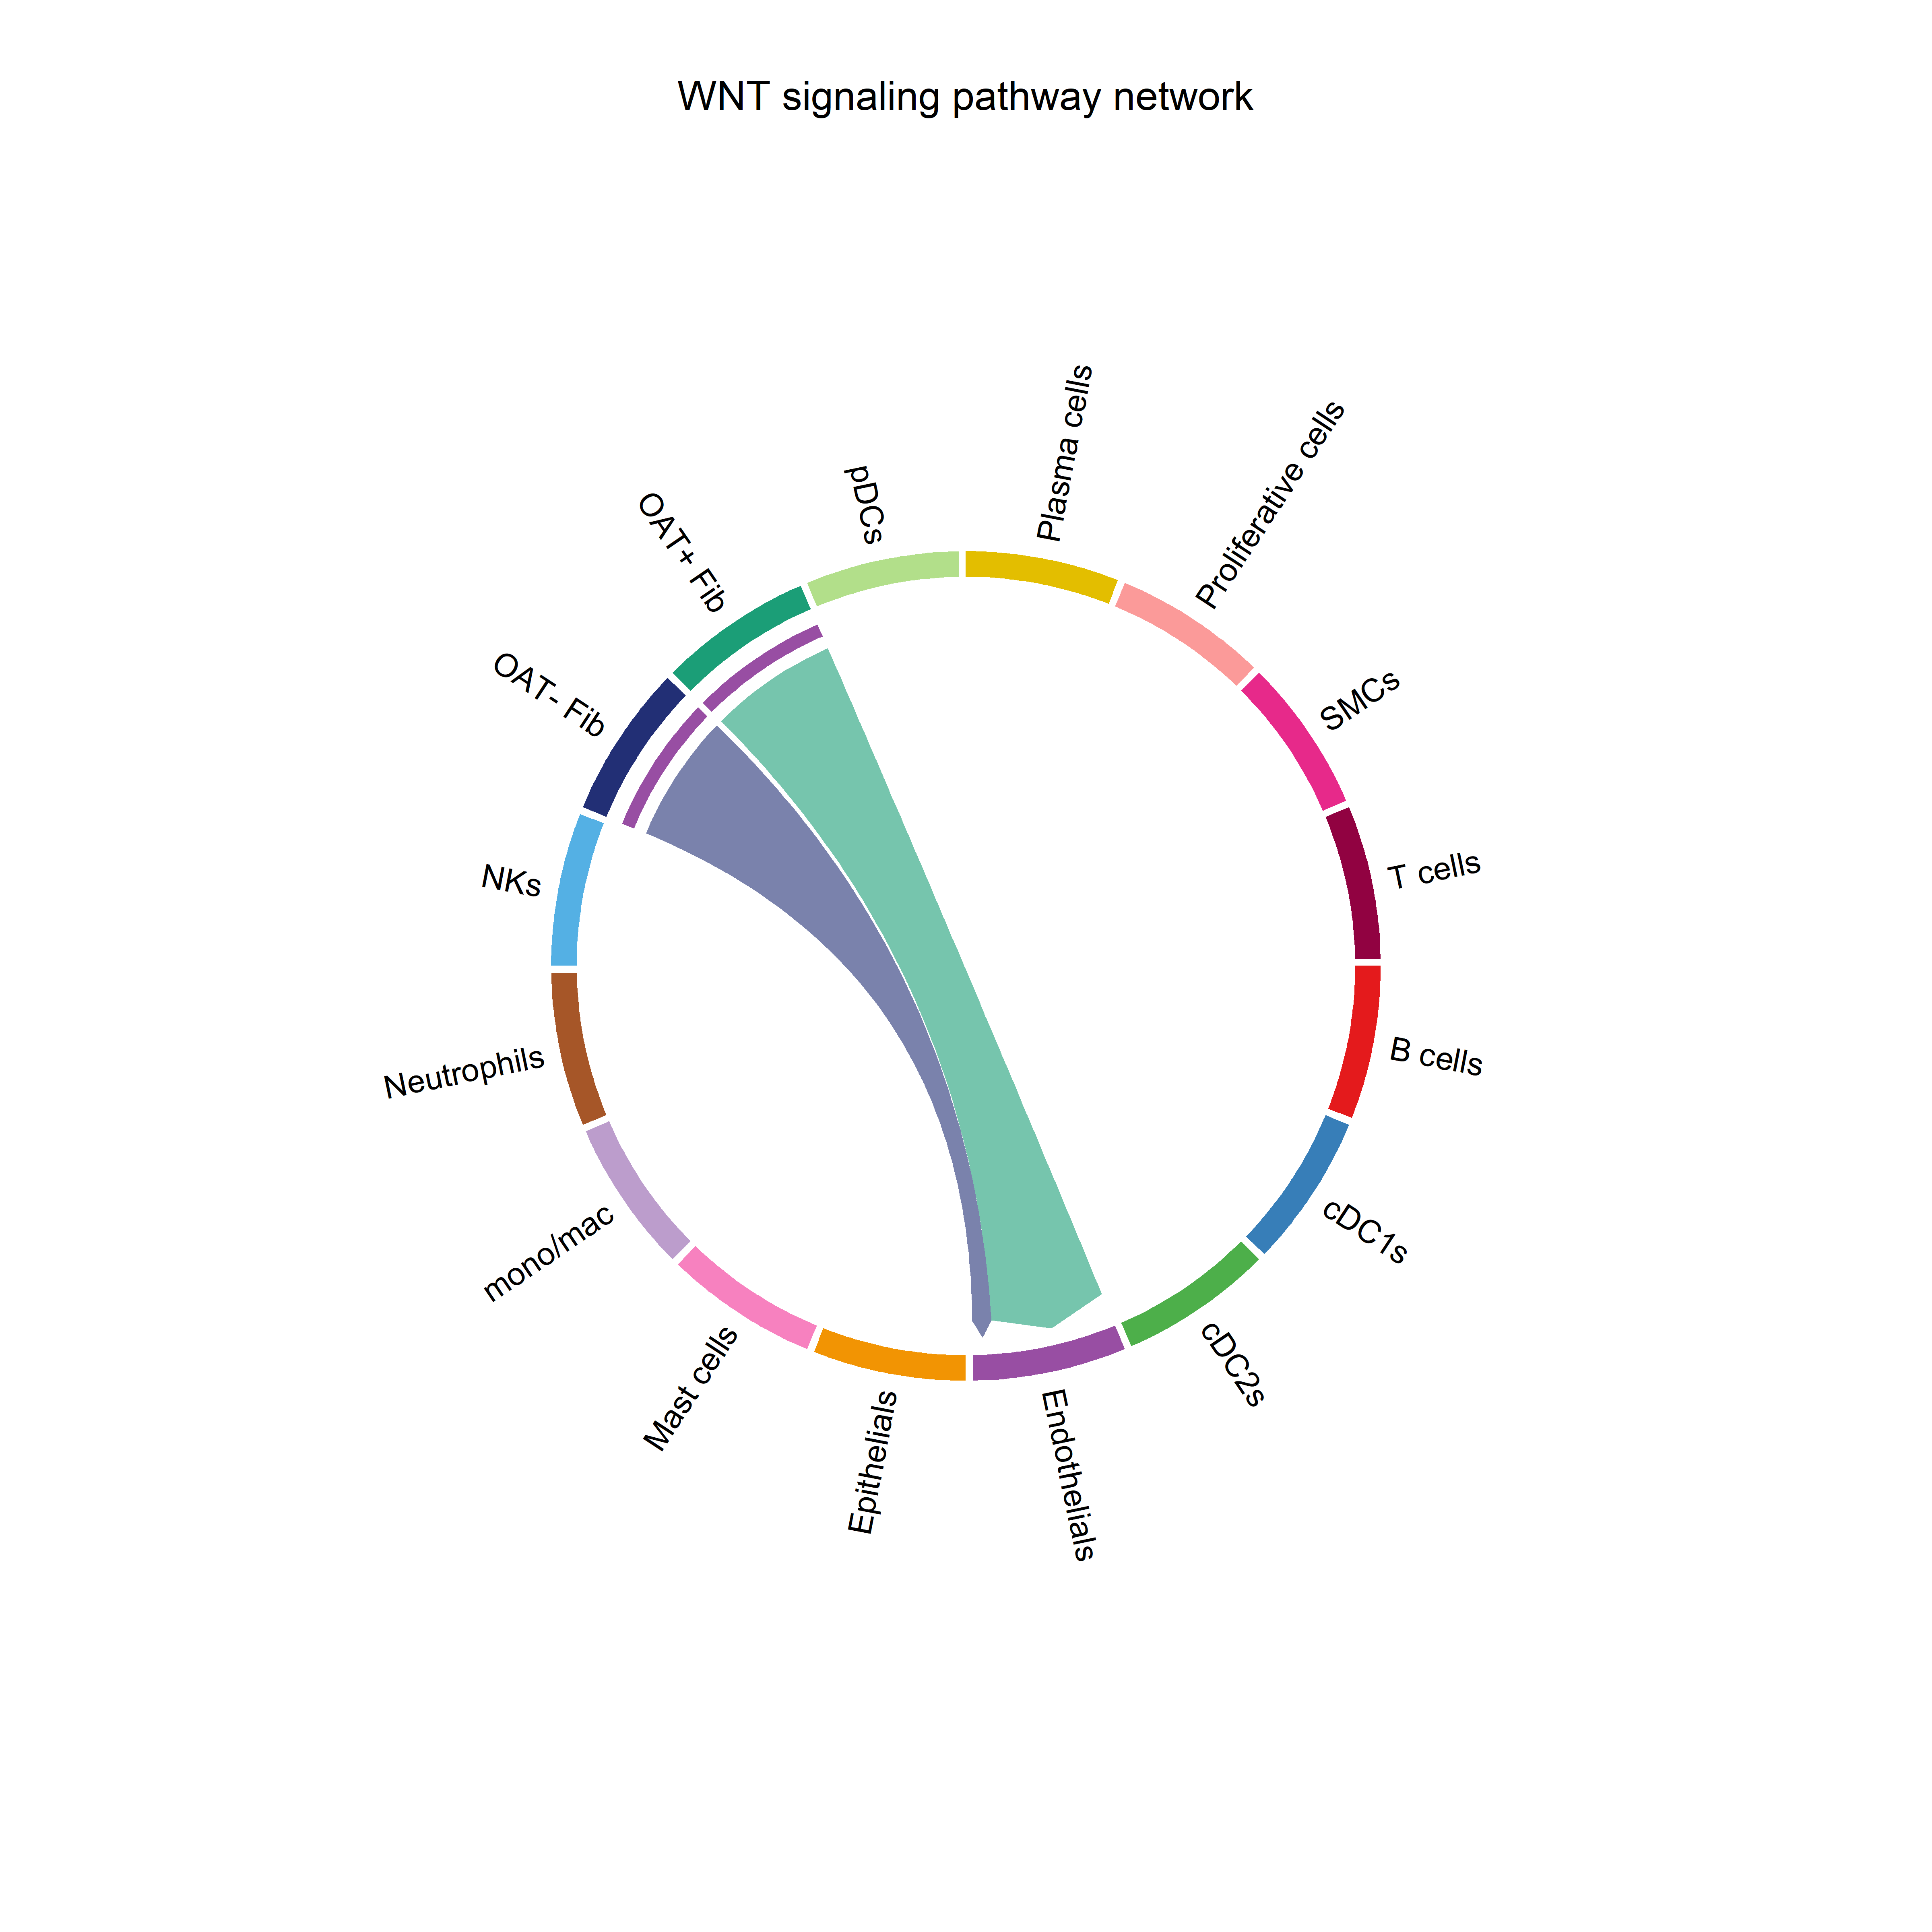 WNT signaling pathway network
Plasma cells
Proliferative cells
SMCs
T cells
B cells
cDC1s
cDC2s
Endothelials
Epithelials
Mast cells
mono/mac
Neutrophils
NKs
OAT- Fib
OAT+ Fib
pDCs